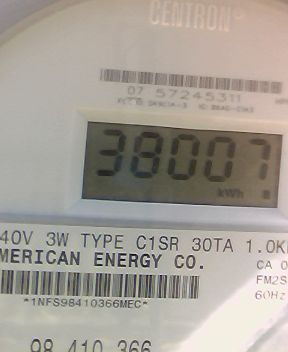 CENTRON®
07 57245311
38007
kWh
40V 3W TYPE C1SR 30TA 1.0K
MERICAN ENERGY CO.
CA 0
FM2S
*1NFS98410366MEC*
60Hz
98 410 366